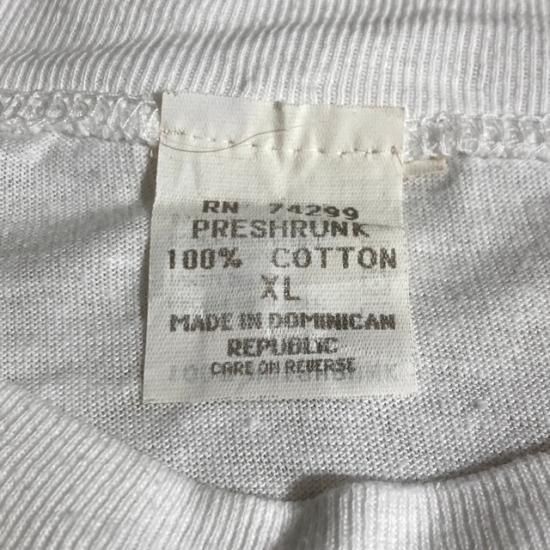 RN 74299
PRESHRUNK
100% COTTON
XL
MADE IN DOMINICAN
REPUBLIC
CARE ON REVERSE